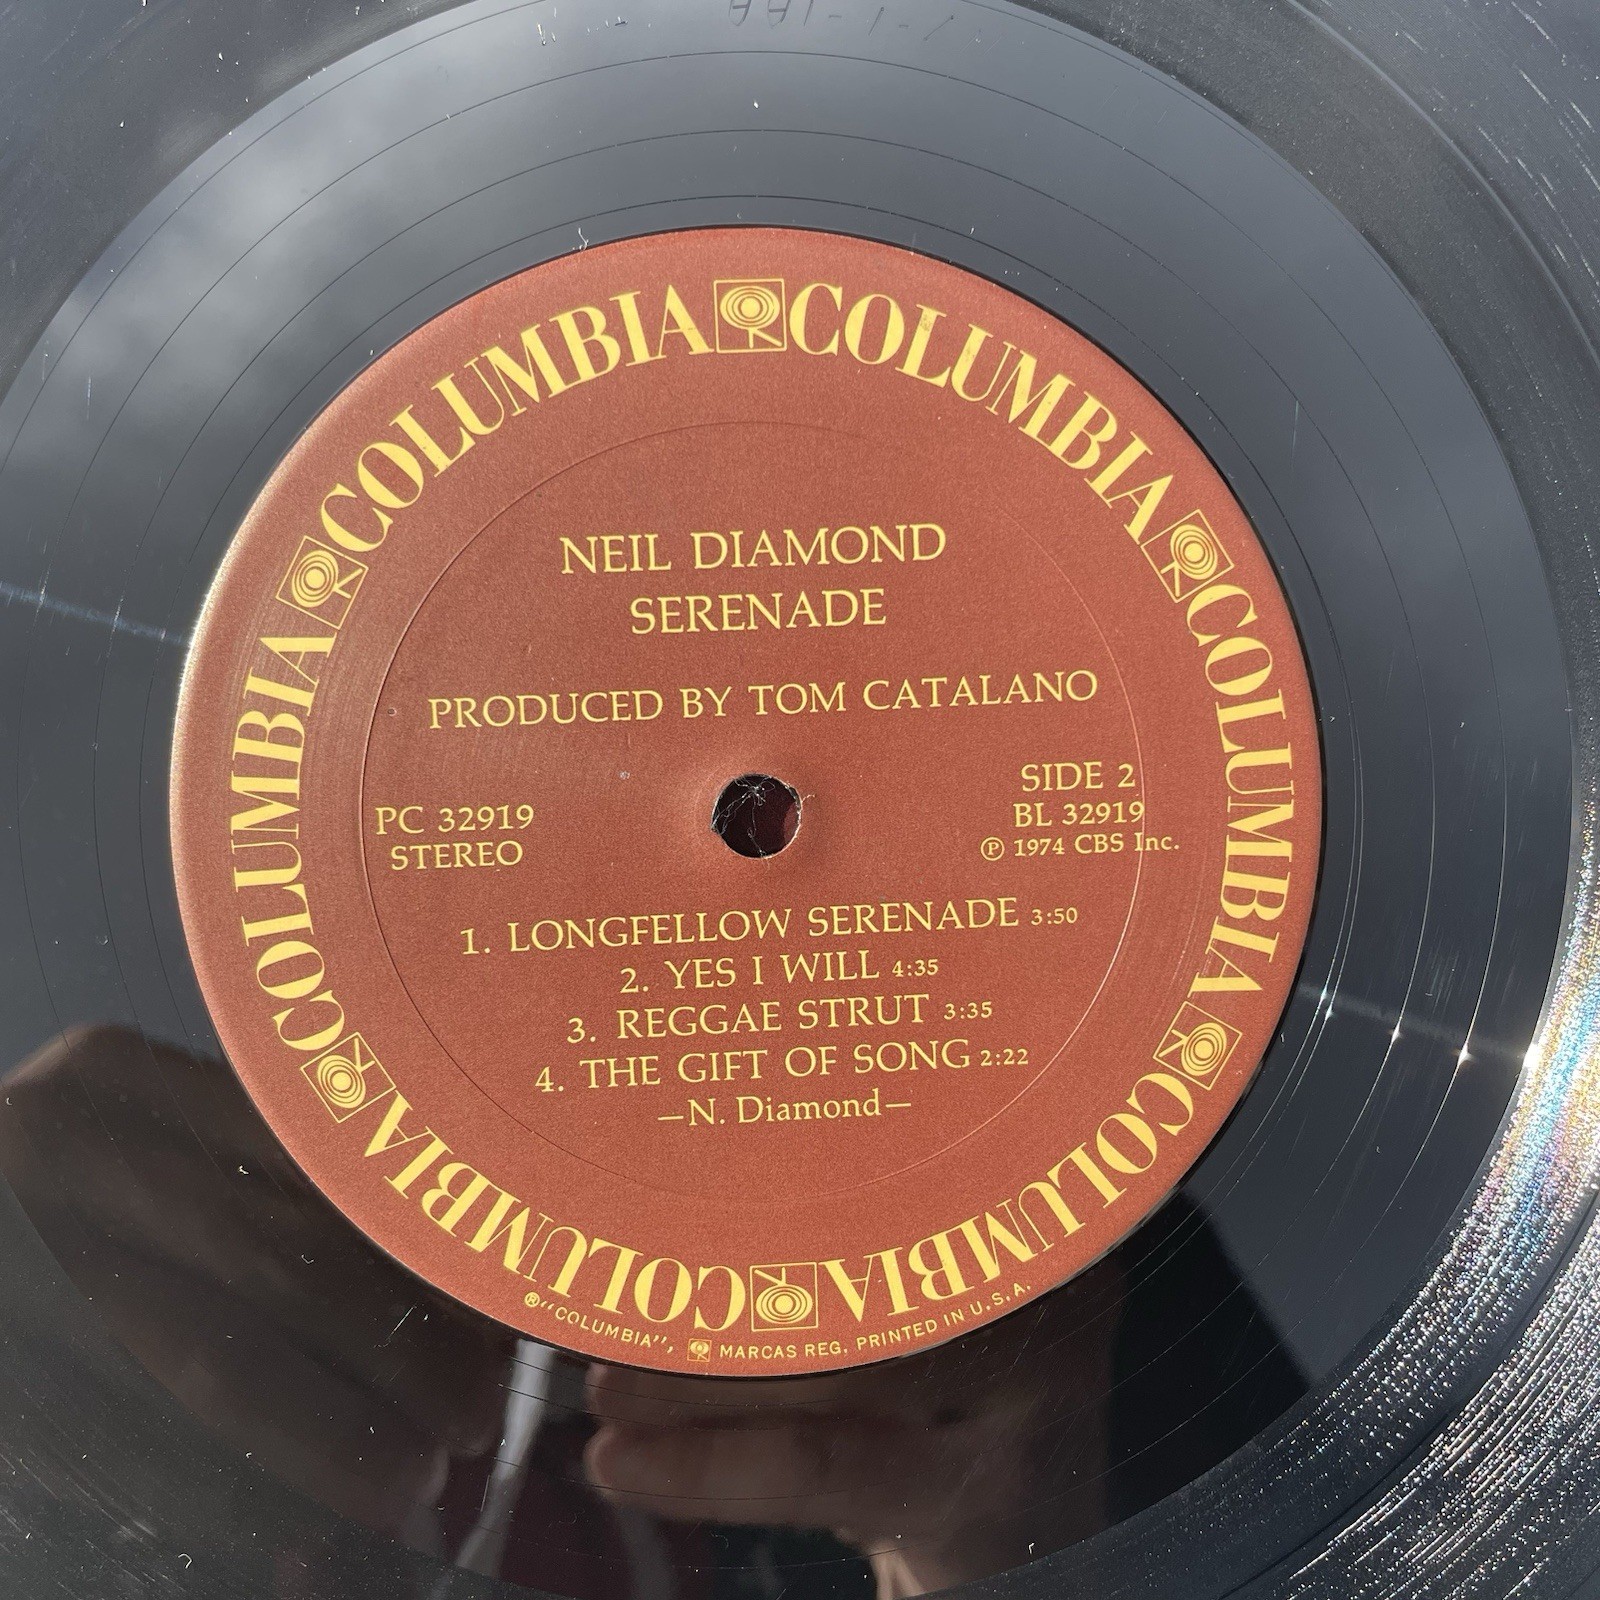 COLUMBIA COLUMBIA COLUMBIA COLUMBIA COLUMBIA COLUMBIA
NEIL DIAMOND
SERENADE
PRODUCED BY TOM CATALANO
PC 32919
STEREO
SIDE 2
BL 32919
Ⓟ 1974 CBS Inc.
1. LONGFELLOW SERENADE 3:50
2. YES I WILL 4:35
3. REGGAE STRUT 3:35
4. THE GIFT OF SONG 2:22
—N. Diamond—
®"COLUMBIA", MARCAS REG. PRINTED IN U.S.A.